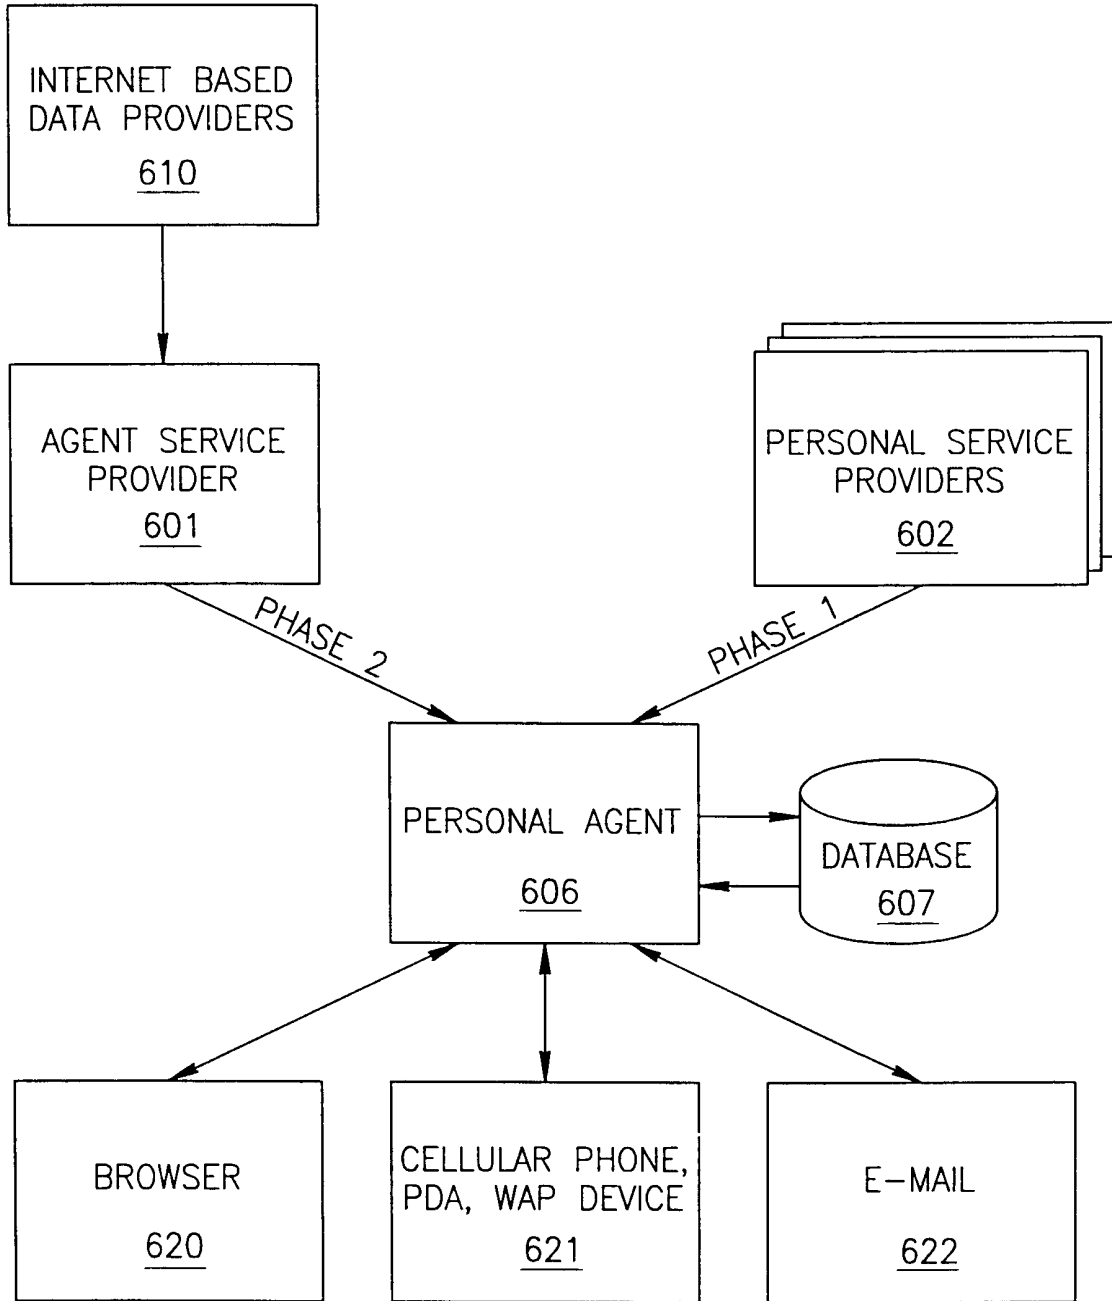 INTERNET BASED
DATA PROVIDERS
610
AGENT SERVICE
PROVIDER
601
PERSONAL SERVICE
PROVIDERS
602
PHASE 2
PHASE 1
PERSONAL AGENT
606
DATABASE
607
BROWSER
620
CELLULAR PHONE,
PDA, WAP DEVICE
621
E-MAIL
622